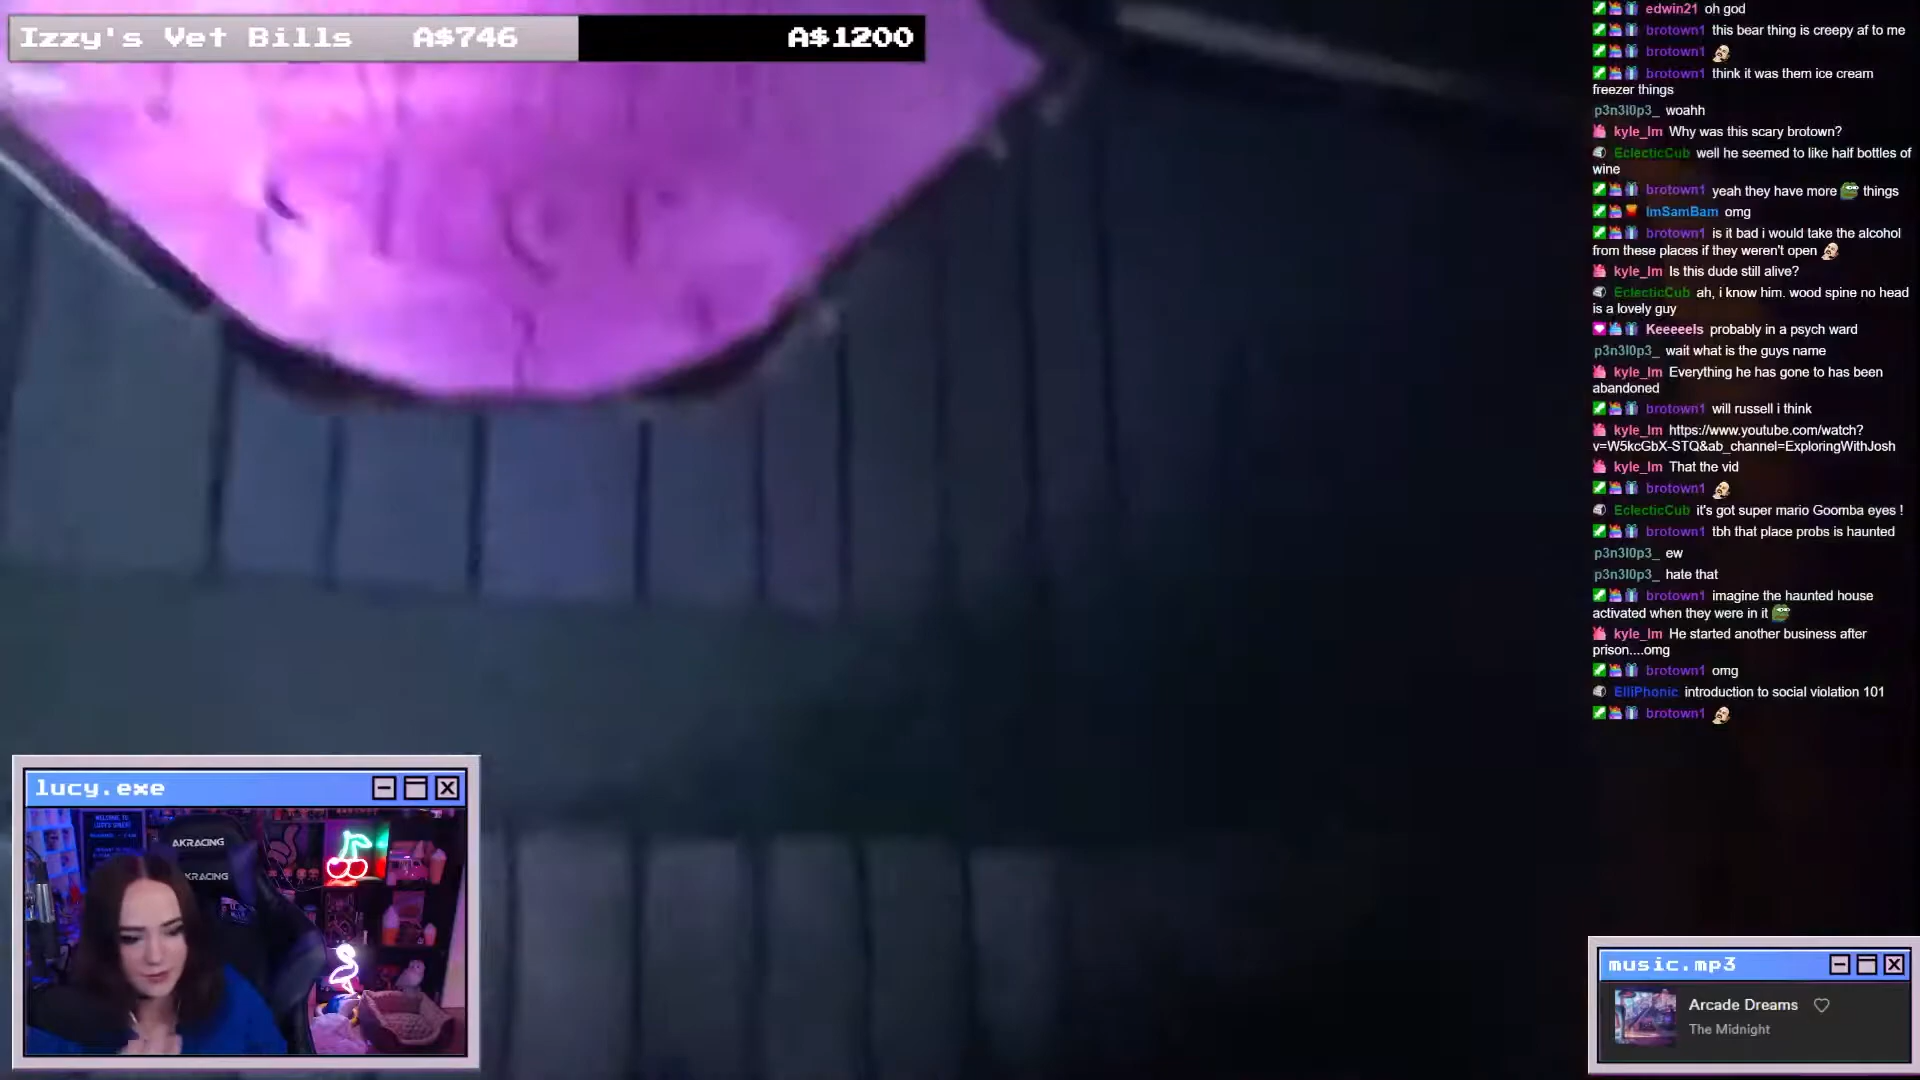 Izzy's Vet Bills A$746 A$1200
edwin21 oh god
brotown1 this bear thing is creepy af to me
brotown1
brotown1 think it was them ice cream
freezer things
p3n3l0p3_ woahh
kyle_lm Why was this scary brotown?
EclecticCub well he seemed to like half bottles of
wine
brotown1 yeah they have more things
ImSamBam omg
brotown1 is it bad i would take the alcohol
from these places if they weren't open
kyle_lm Is this dude still alive?
EclecticCub ah, i know him. wood spine no head
is a lovely guy
Keeeeels probably in a psych ward
p3n3l0p3_ wait what is the guys name
kyle_lm Everything he has gone to has been
abandoned
brotown1 will russell i think
kyle_lm https://www.youtube.com/watch?
v=W5kcGbX-STQ&ab_channel=ExploringWithJosh
kyle_lm That the vid
brotown1
EclecticCub it's got super mario Goomba eyes !
brotown1 tbh that place probs is haunted
p3n3l0p3_ ew
p3n3l0p3_ hate that
brotown1 imagine the haunted house
activated when they were in it
kyle_lm He started another business after
prison....omg
brotown1 omg
ElliPhonic introduction to social violation 101
brotown1
lucy.exe
WELCOME TO
AKRACING
AKRACING
music.mp3
Arcade Dreams
The Midnight